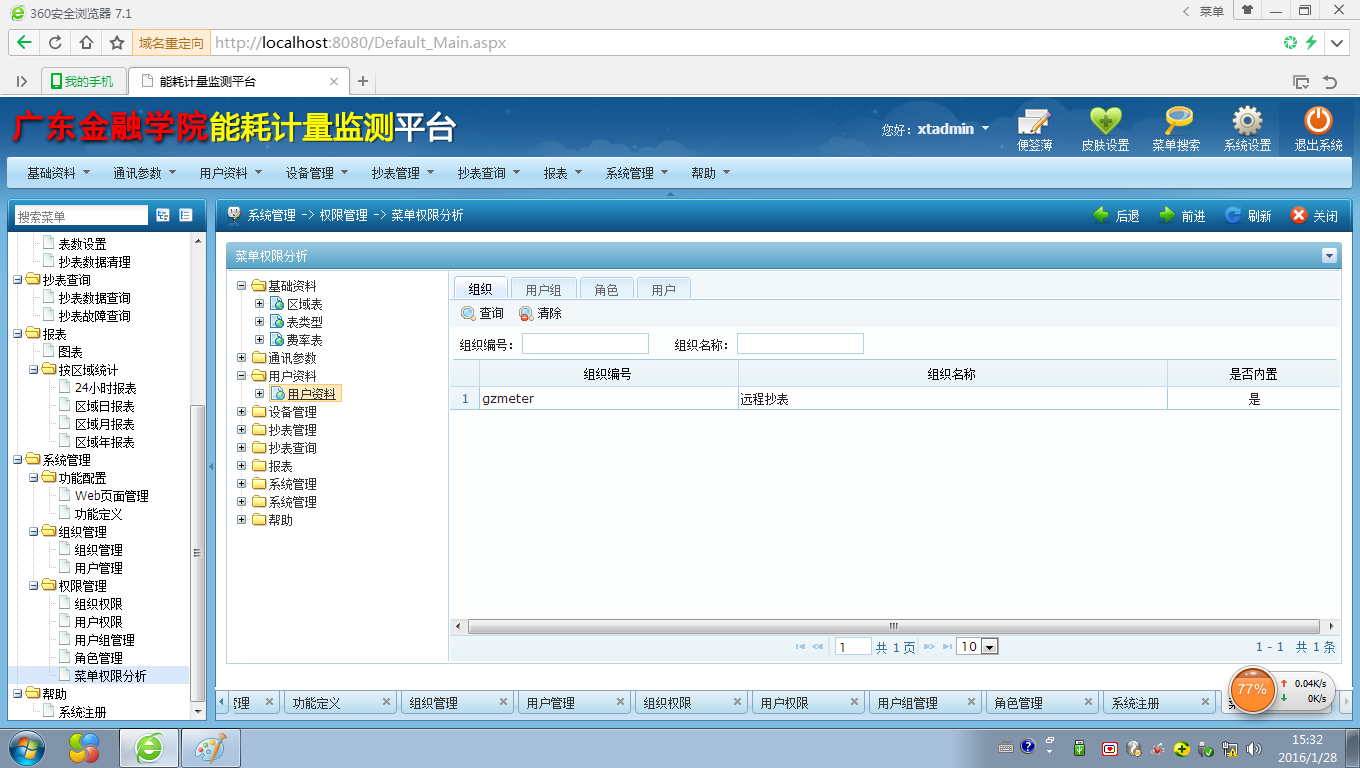 360安全浏览器 7.1
菜单
域名重定向 http://localhost:8080/Default_Main.aspx
我的手机 能耗计量监测平台
广东金融学院能耗计量监测平台
您好：xtadmin
便签薄 皮肤设置 菜单搜索 系统设置 退出系统
基础资料 通讯参数 用户资料 设备管理 抄表管理 抄表查询 报表 系统管理 帮助
搜索菜单
表数设置
抄表数据清理
抄表查询
抄表数据查询
抄表故障查询
报表
图表
按区域统计
24小时报表
区域日报表
区域月报表
区域年报表
系统管理
功能配置
Web页面管理
功能定义
组织管理
组织管理
用户管理
权限管理
组织权限
用户权限
用户组管理
角色管理
菜单权限分析
帮助
系统注册
系统管理 -> 权限管理 -> 菜单权限分析
后退 前进 刷新 关闭
菜单权限分析
基础资料
区域表
表类型
费率表
通讯参数
用户资料
用户资料
设备管理
抄表管理
抄表查询
报表
系统管理
系统管理
帮助
组织 用户组 角色 用户
查询 清除
组织编号： 组织名称：
组织编号 组织名称 是否内置
1 gzmeter 远程抄表 是
1 共 1 页 10
1 - 1 共 1 条
管理 功能定义 组织管理 用户管理 组织权限 用户权限 用户组管理 角色管理 系统注册
77% 0.04K/s
0K/s
15:32
2016/1/28